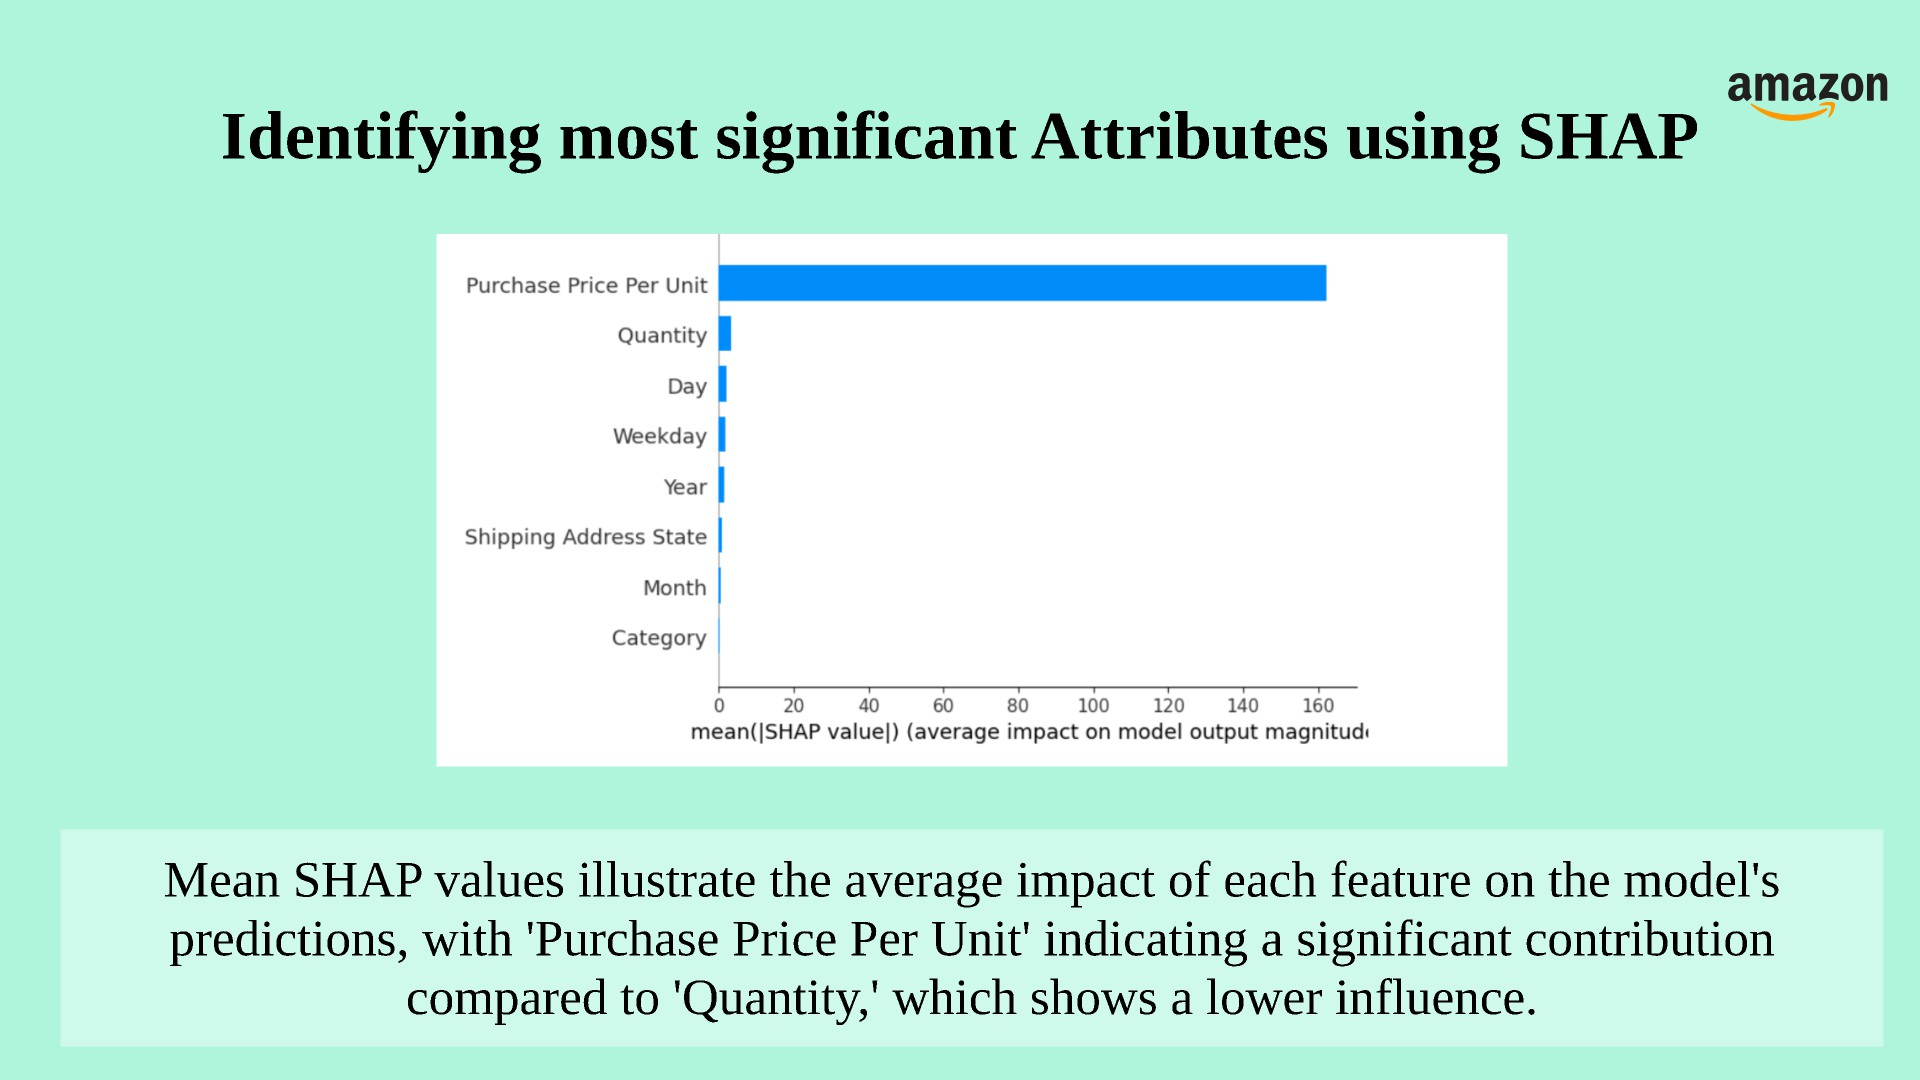 amazon
Identifying most significant Attributes using SHAP
Purchase Price Per Unit
Quantity
Day
Weekday
Year
Shipping Address State
Month
Category
0 20 40 60 80 100 120 140 160
mean(|SHAP value|) (average impact on model output magnitude
Mean SHAP values illustrate the average impact of each feature on the model's
predictions, with 'Purchase Price Per Unit' indicating a significant contribution
compared to 'Quantity,' which shows a lower influence.